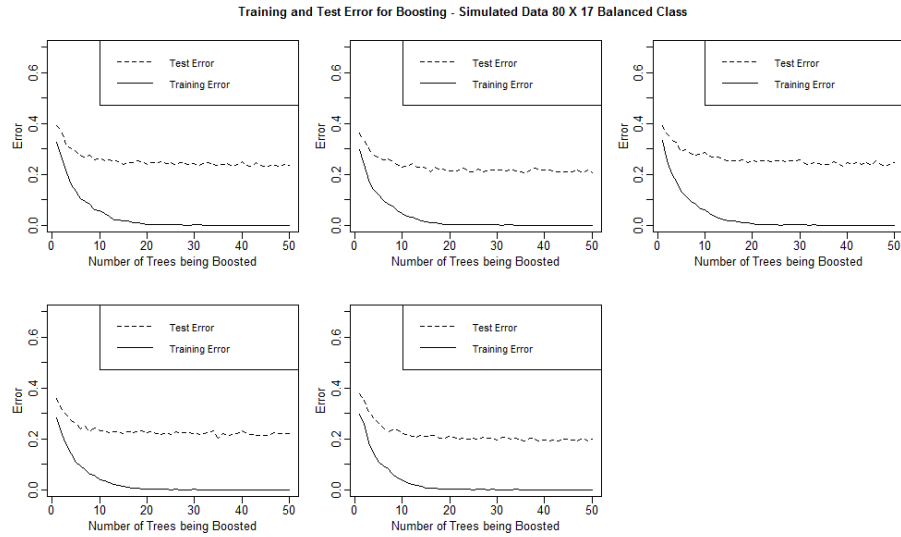 Training and Test Error for Boosting - Simulated Data 80 X 17 Balanced Class
Error
0.0 0.2 0.4 0.6
Test Error
Training Error
0 10 20 30 40 50
Number of Trees being Boosted
Error
0.0 0.2 0.4 0.6
Test Error
Training Error
0 10 20 30 40 50
Number of Trees being Boosted
Error
0.0 0.2 0.4 0.6
Test Error
Training Error
0 10 20 30 40 50
Number of Trees being Boosted
Error
0.0 0.2 0.4 0.6
Test Error
Training Error
0 10 20 30 40 50
Number of Trees being Boosted
Error
0.0 0.2 0.4 0.6
Test Error
Training Error
0 10 20 30 40 50
Number of Trees being Boosted